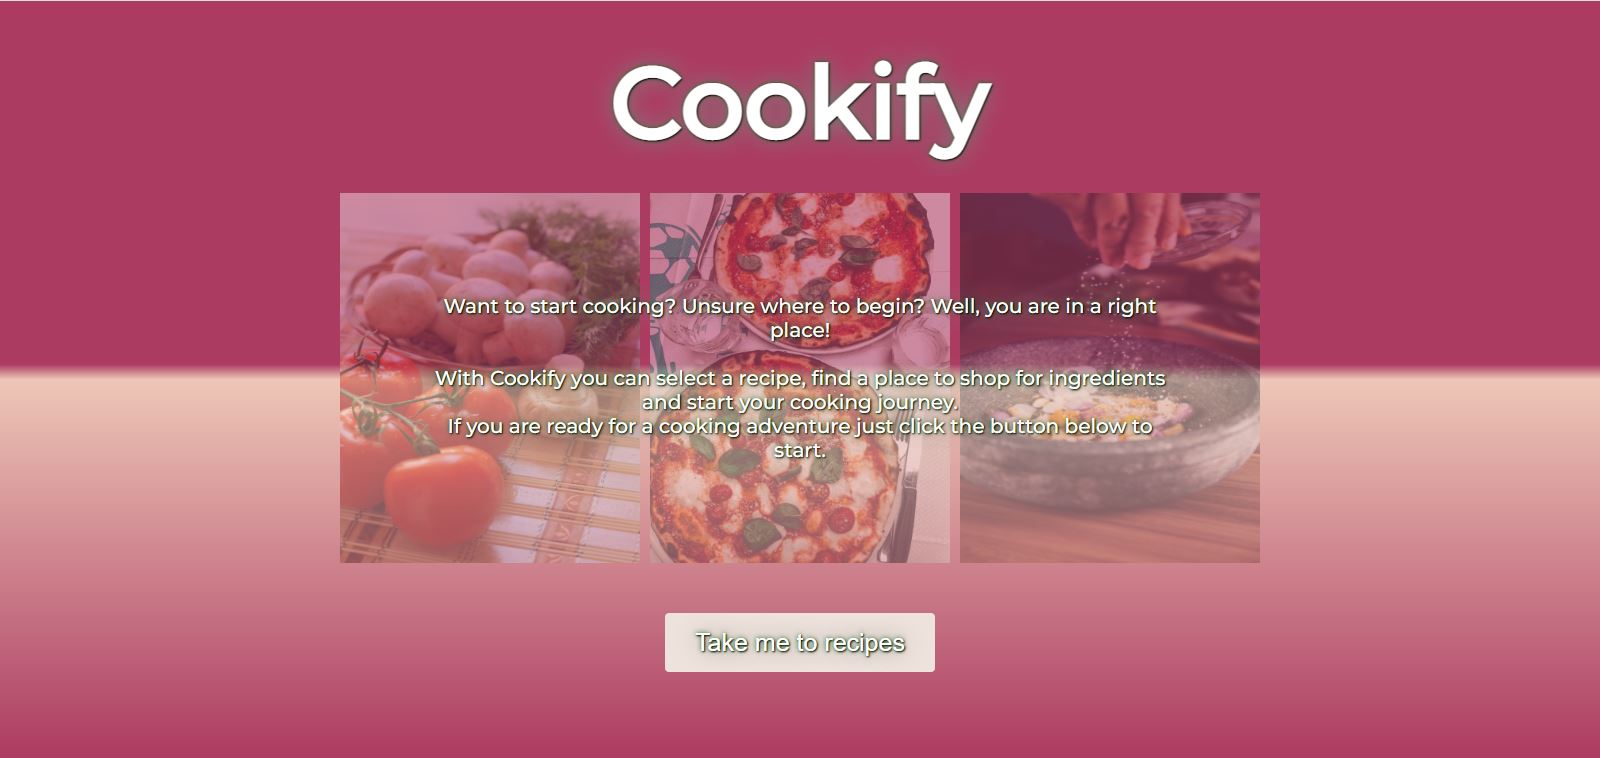 Cookify
Want to start cooking? Unsure where to begin? Well, you are in a right
place!
With Cookify you can select a recipe, find a place to shop for ingredients
and start your cooking journey.
If you are ready for a cooking adventure just click the button below to
start.
Take me to recipes